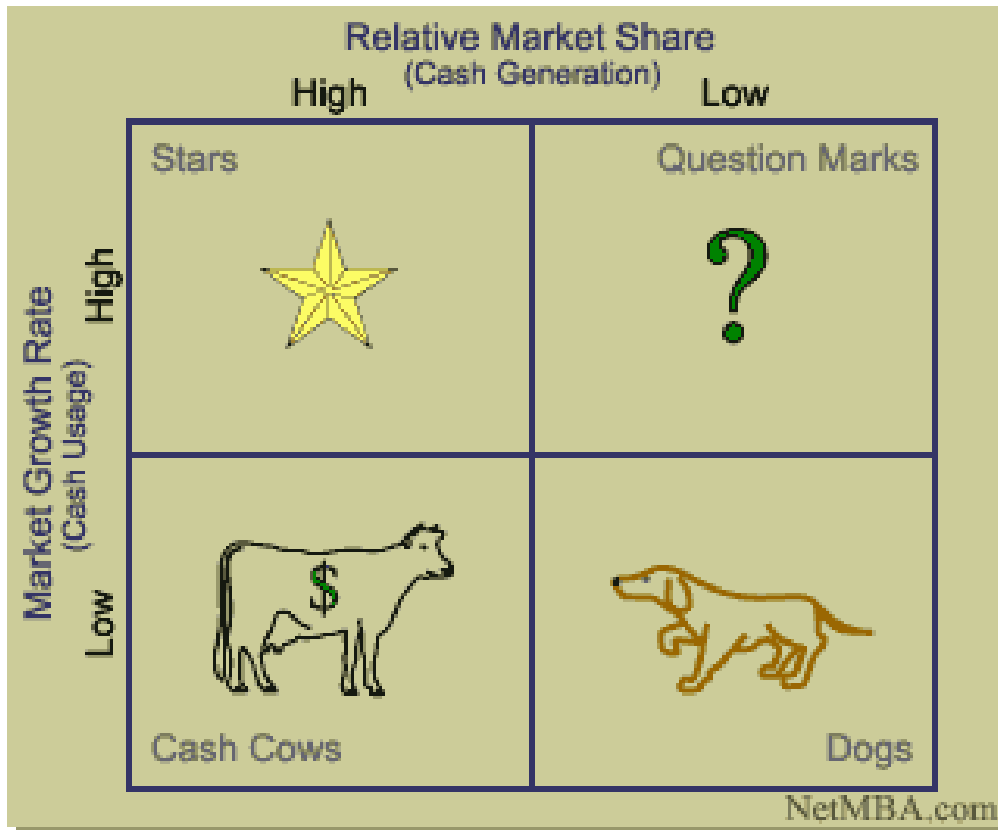 Relative Market Share
(Cash Generation)
High
Low
Stars
Question Marks
Market Growth Rate
(Cash Usage)
High
Low
$
?
Cash Cows
Dogs
NetMBA.com